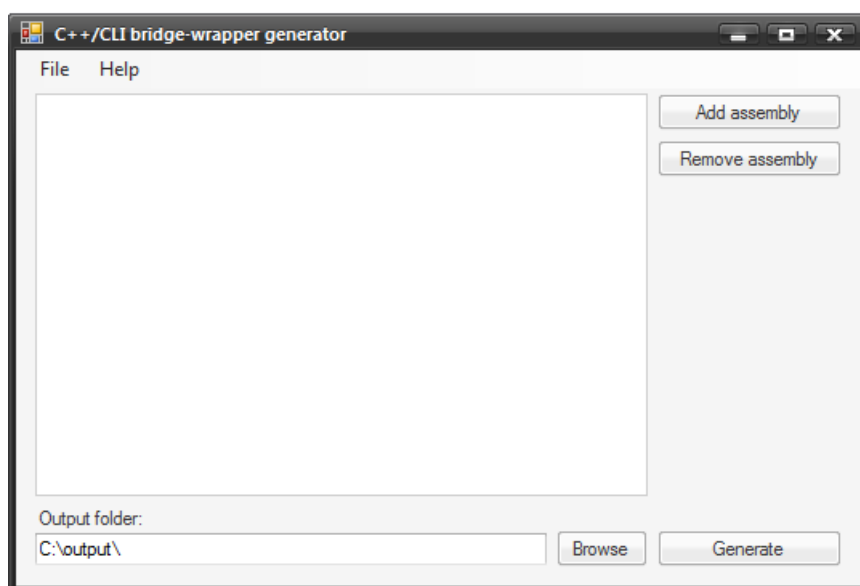 C++/CLI bridge-wrapper generator
File Help
Add assembly
Remove assembly
Output folder:
C:\output\
Browse
Generate